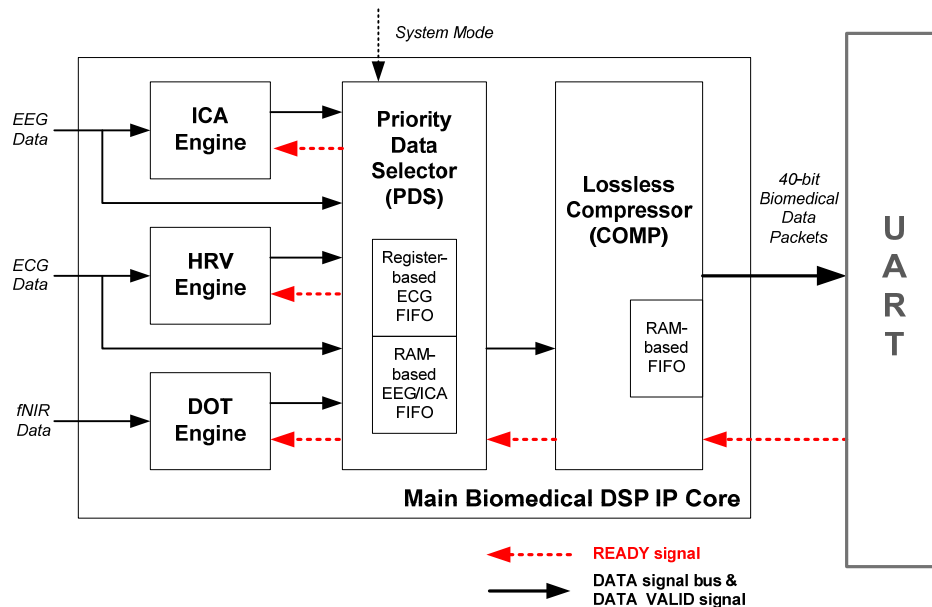 System Mode
EEG
Data
ICA
Engine
Priority
Data
Selector
(PDS)
Lossless
Compressor
(COMP)
40-bit
Biomedical
Data
Packets
U
A
R
T
ECG
Data
HRV
Engine
Register-
based
ECG
FIFO
RAM-
based
EEG/ICA
FIFO
RAM-
based
FIFO
fNIR
Data
DOT
Engine
Main Biomedical DSP IP Core
READY signal
DATA signal bus &
DATA_VALID signal